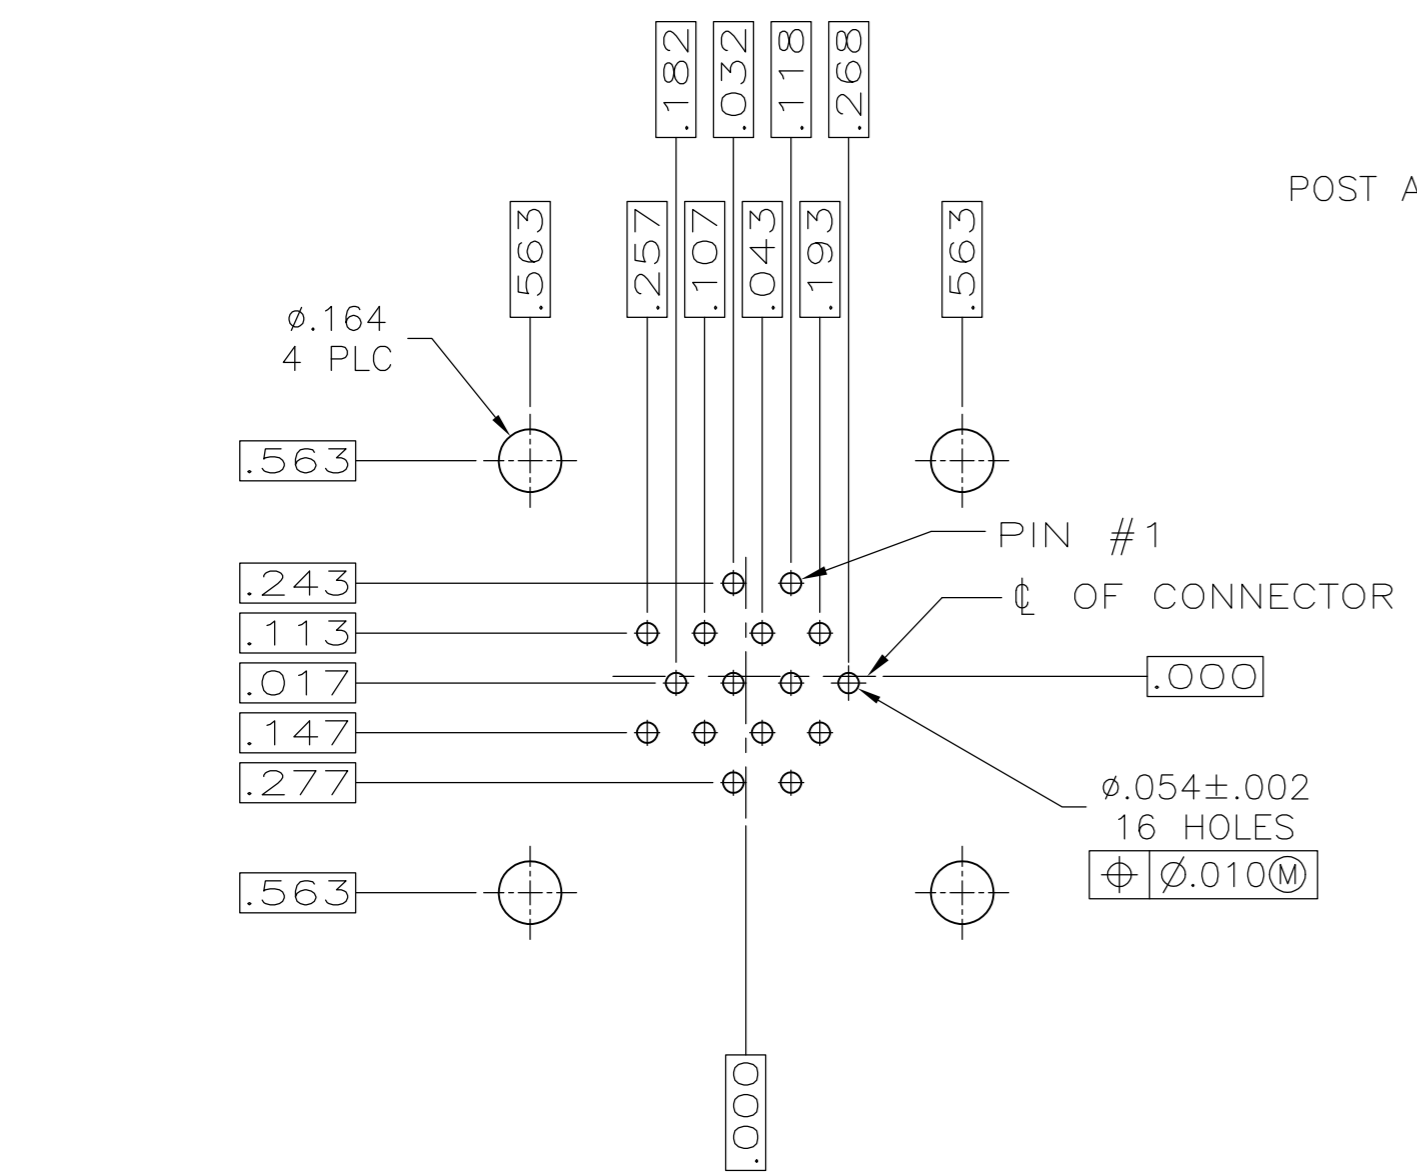 .182
.032
.118
.268
POST A
.563
.257
.107
.043
.193
.563
ø.164
4 PLC
.563
PIN #1
.243
℄ OF CONNECTOR
.113
.017
.000
.147
.277
ø.054±.002
16 HOLES
⌖ Ø.010Ⓜ
.563
.000